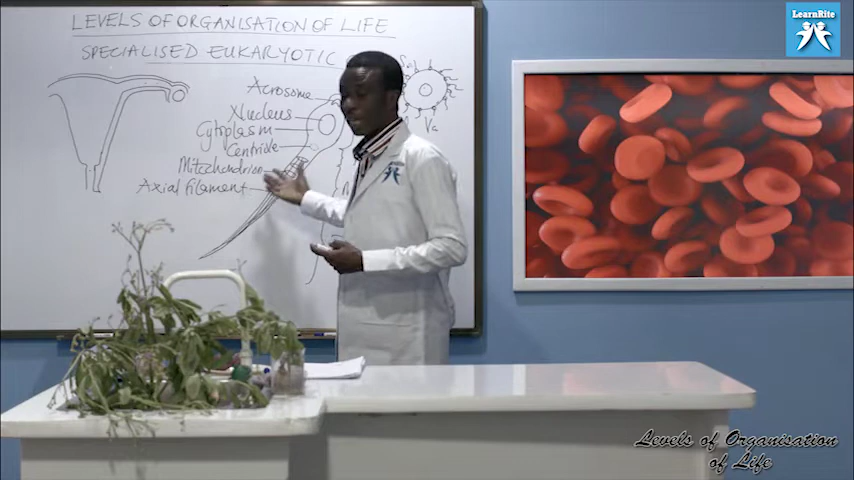 LEVELS OF ORGANISATION OF LIFE
SPECIALISED EUKARYOTIC
Acrosome
Nucleus
Cytoplasm
Centriole
Mitochondrion
Axial filament
LearnRite
Levels of Organisation
of Life